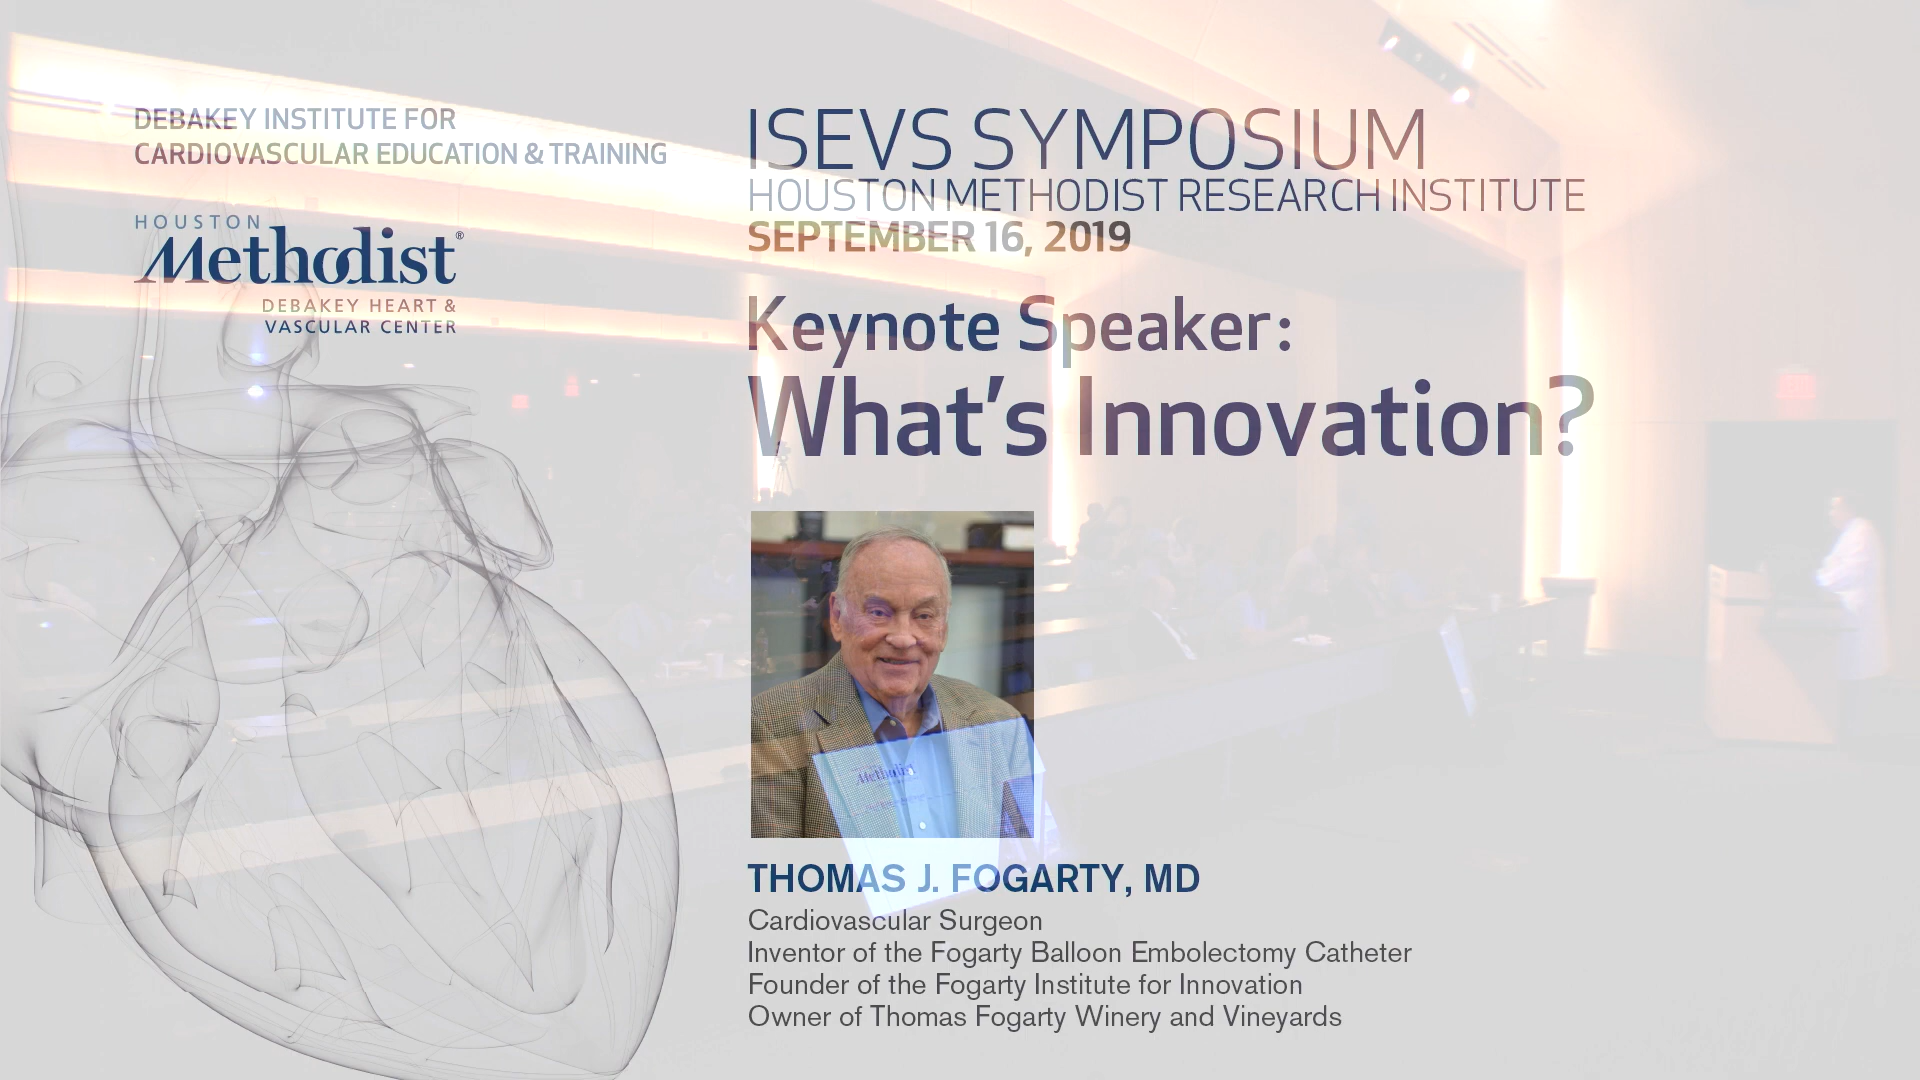 DEBAKEY INSTITUTE FOR
CARDIOVASCULAR EDUCATION & TRAINING
HOUSTON
Methodist®
DEBAKEY HEART &
VASCULAR CENTER
ISEVS SYMPOSIUM
HOUSTON METHODIST RESEARCH INSTITUTE
SEPTEMBER 16, 2019
Keynote Speaker:
What's Innovation?
Methodist
THOMAS J. FOGARTY, MD
Cardiovascular Surgeon
Inventor of the Fogarty Balloon Embolectomy Catheter
Founder of the Fogarty Institute for Innovation
Owner of Thomas Fogarty Winery and Vineyards